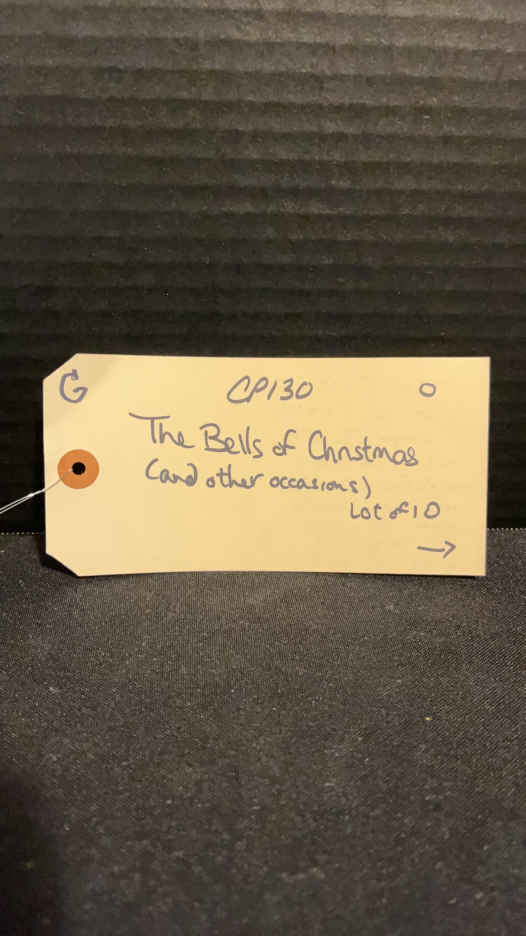 G CP130 O
The Bells of Christmas
(and other occasions)
Lot of 10
→